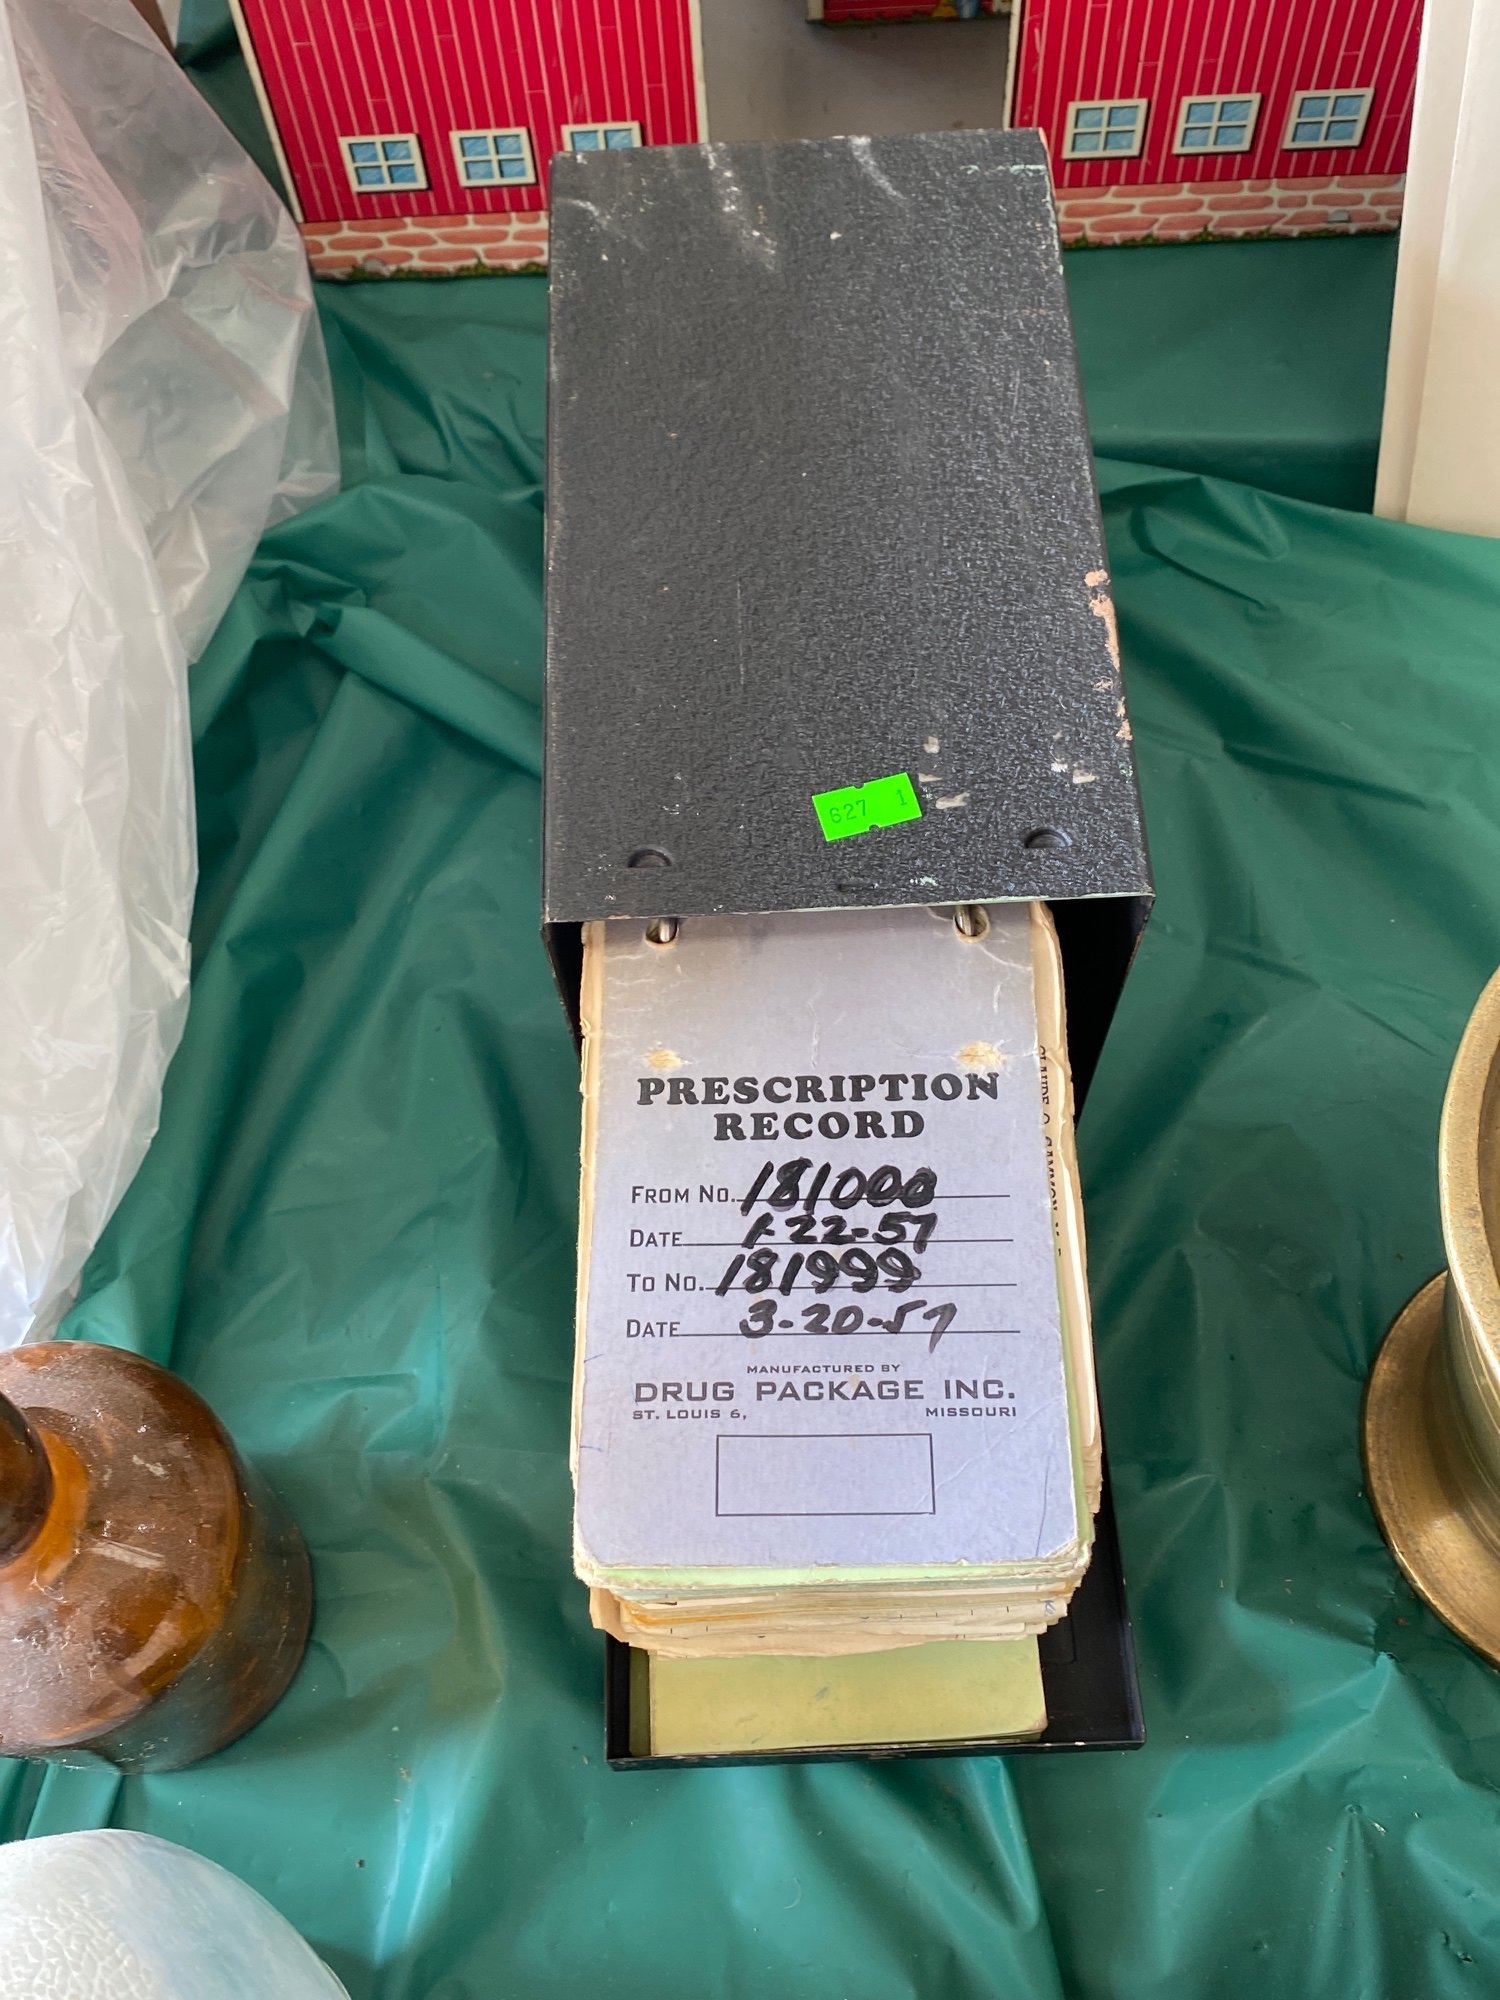 627 1
PRESCRIPTION
RECORD
FROM NO. 181000
DATE 1-22-57
TO NO. 181999
DATE 3-20-57
MANUFACTURED BY
DRUG PACKAGE INC.
ST. LOUIS 6, MISSOURI